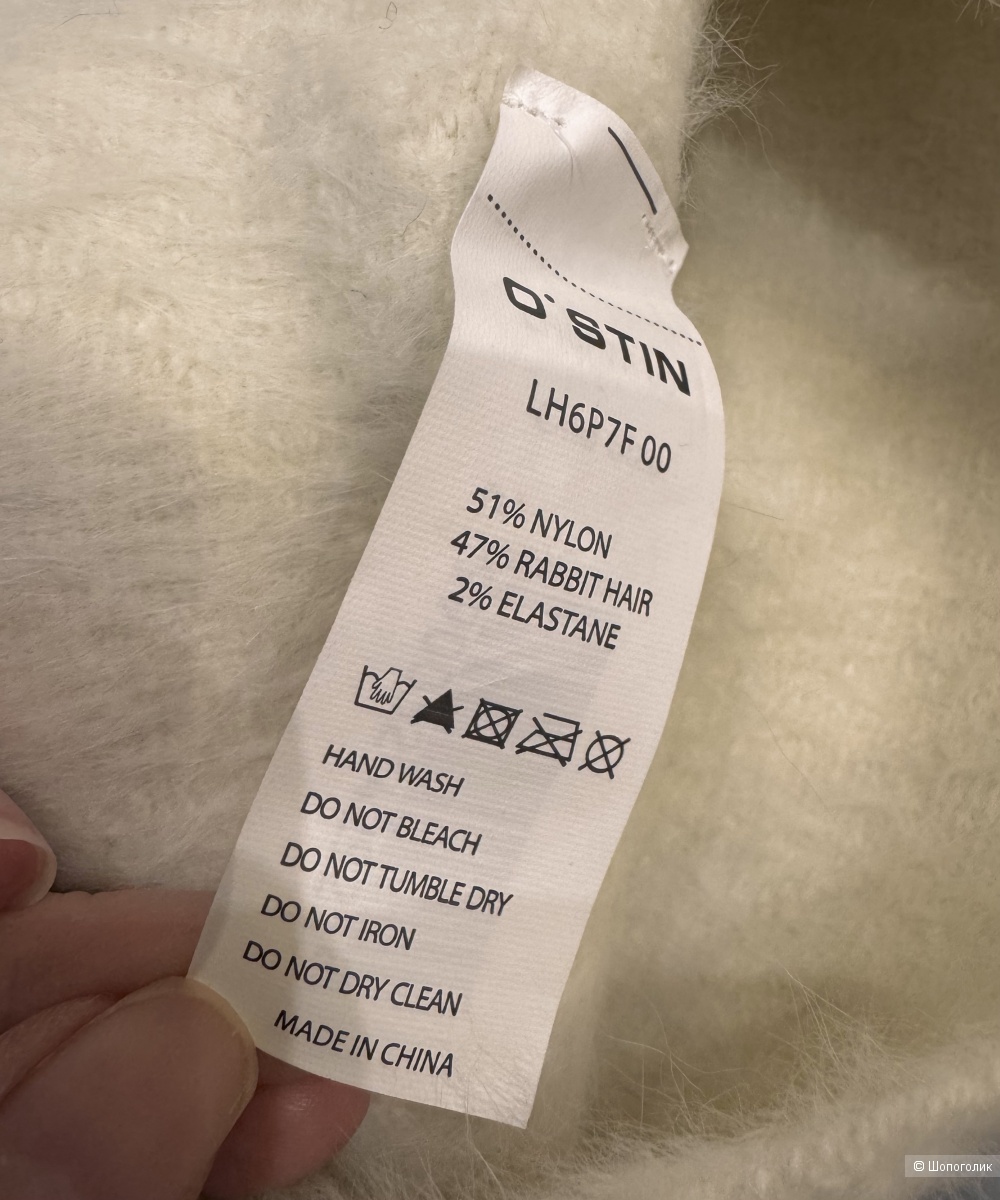 O'STIN
LH6P7F 00
51% NYLON
47% RABBIT HAIR
2% ELASTANE
HAND WASH
DO NOT BLEACH
DO NOT TUMBLE DRY
DO NOT IRON
DO NOT DRY CLEAN
MADE IN CHINA
© Шопоголик